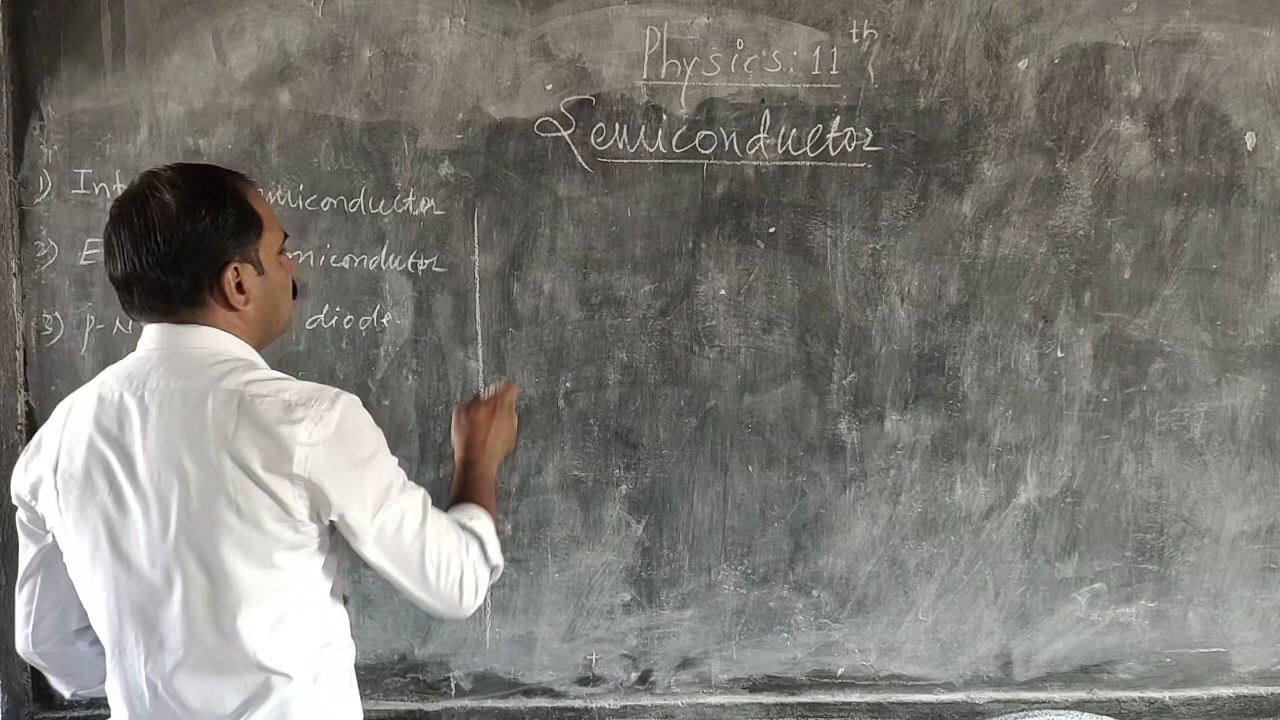 Physics: 11th
Semiconductor
1) Int miconductor
2) E miconductor
3) p-N diode.